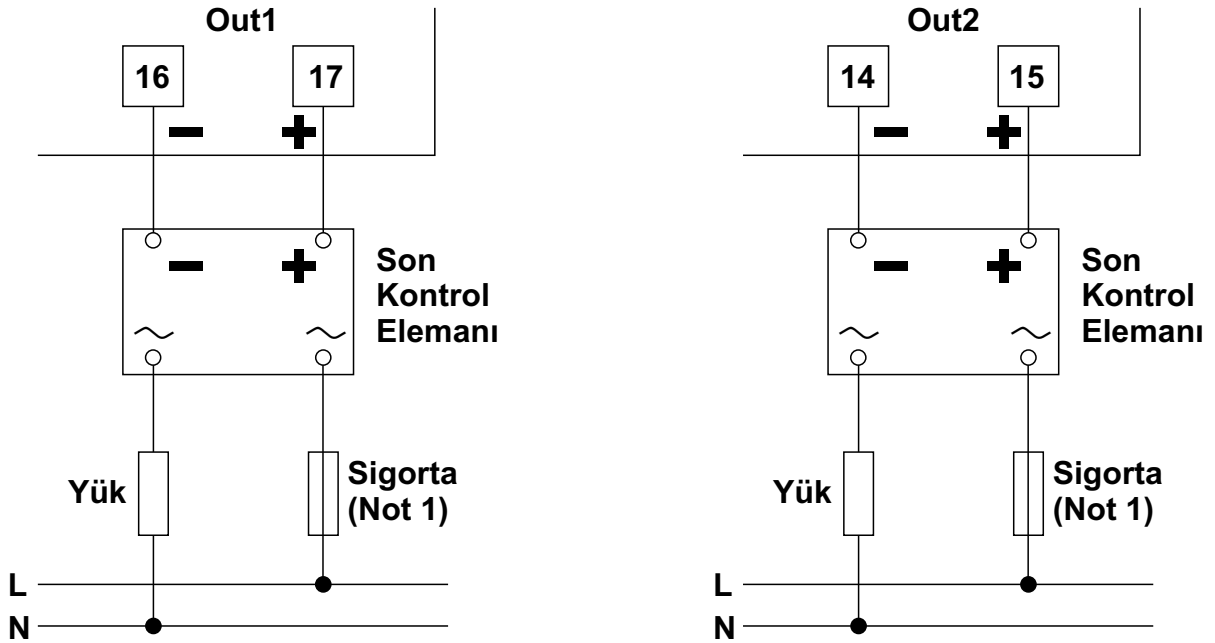 Out1
16
17
Son
Kontrol
Elemanı
Yük
Sigorta
(Not 1)
L
N
Out2
14
15
Son
Kontrol
Elemanı
Yük
Sigorta
(Not 1)
L
N